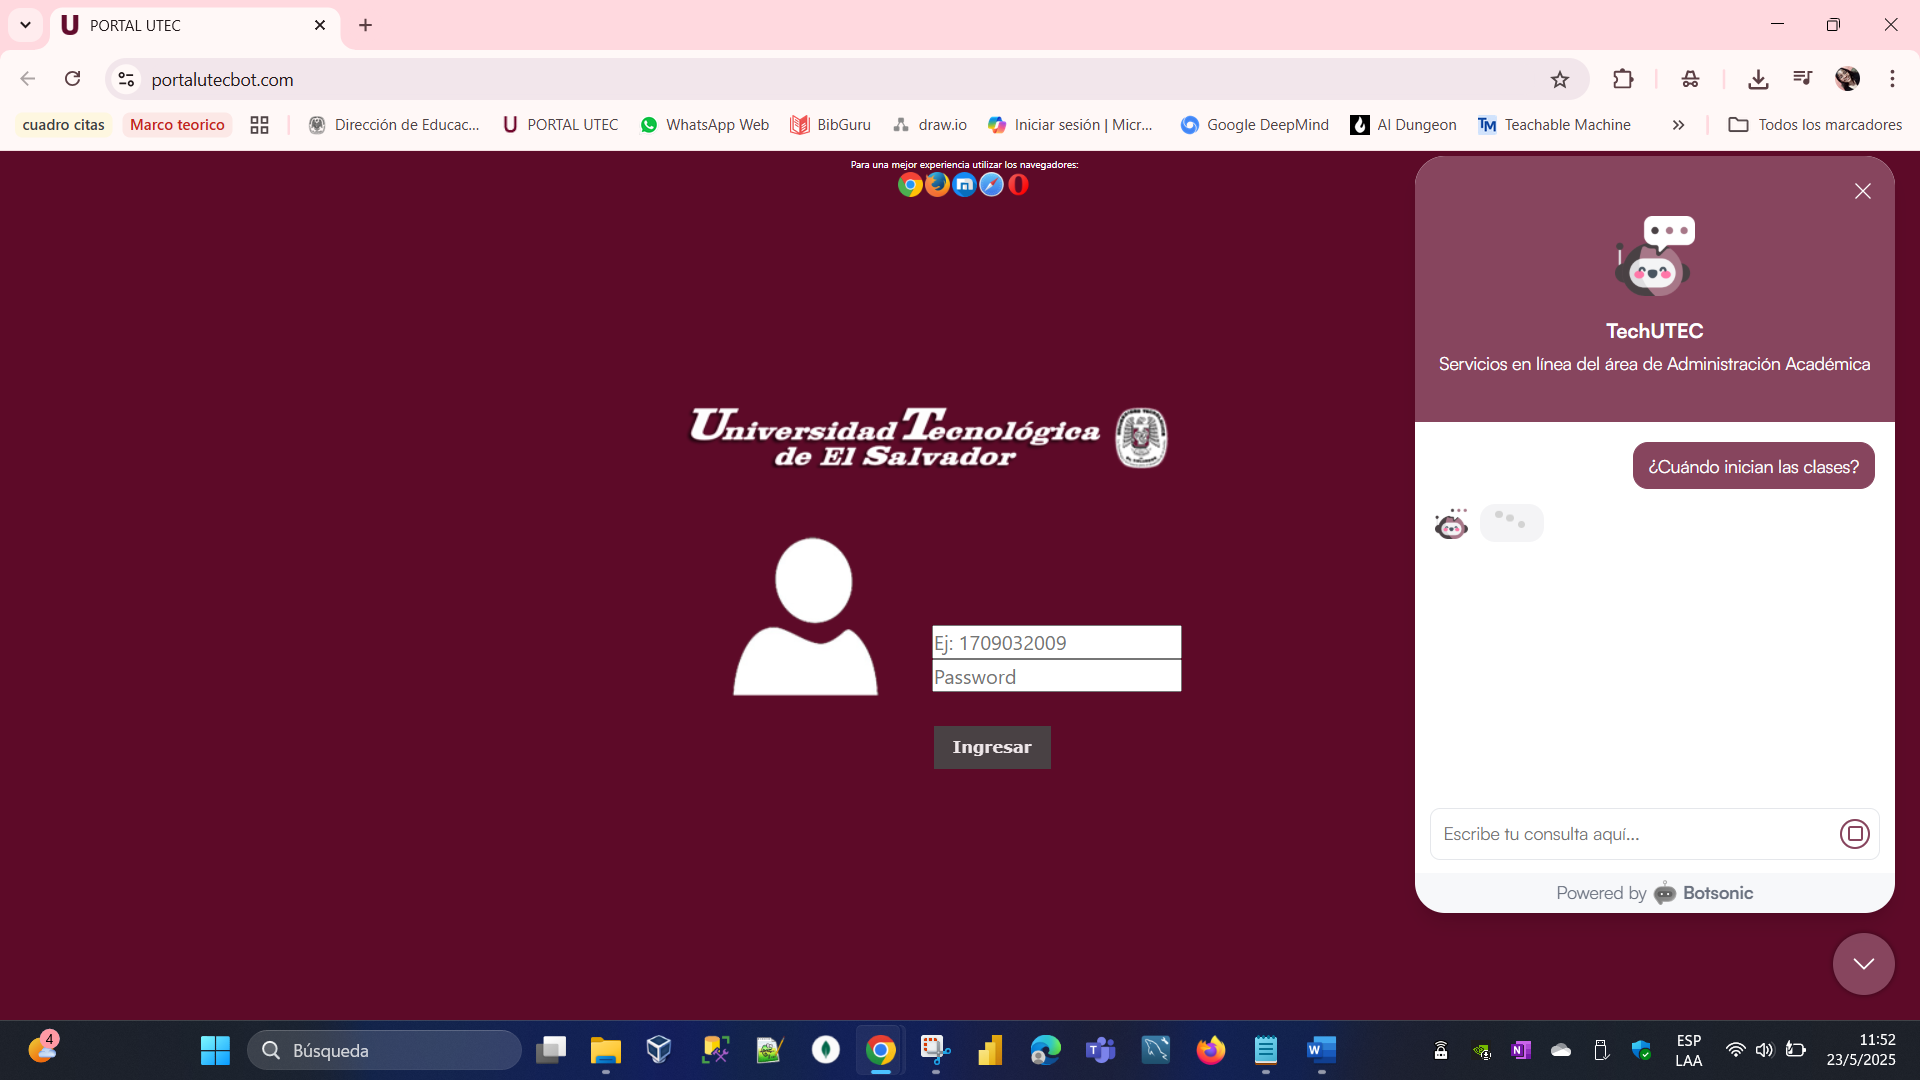 PORTAL UTEC
portalutecbot.com
cuadro citas
Marco teorico
Dirección de Educac...
PORTAL UTEC
WhatsApp Web
BibGuru
draw.io
Iniciar sesión | Micr...
Google DeepMind
AI Dungeon
TM
Teachable Machine
Todos los marcadores
Para una mejor experiencia utilizar los navegadores:
Universidad Tecnológica
de El Salvador
Ej: 1709032009
Password
Ingresar
TechUTEC
Servicios en línea del área de Administración Académica
¿Cuándo inician las clases?
Escribe tu consulta aquí...
Powered by Botsonic
4
Búsqueda
ESP
LAA
11:52
23/5/2025